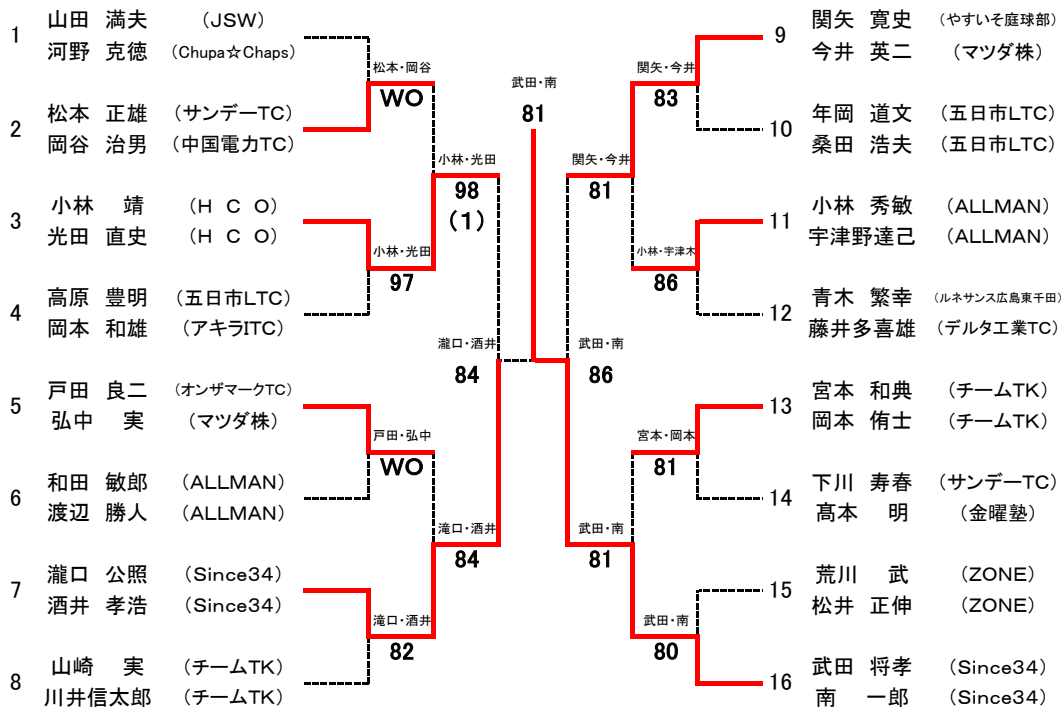 1
山田 満夫 (JSW)
河野 克徳 (Chupa☆Chaps)
2
松本 正雄 (サンデーTC)
岡谷 治男 (中国電力TC)
3
小林 靖 (H C O)
光田 直史 (H C O)
4
高原 豊明 (五日市LTC)
岡本 和雄 (アキラITC)
5
戸田 良二 (オンザマークTC)
弘中 実 (マツダ株)
6
和田 敏郎 (ALLMAN)
渡辺 勝人 (ALLMAN)
7
瀧口 公照 (Since34)
酒井 孝浩 (Since34)
8
山崎 実 (チームTK)
川井信太郎 (チームTK)
松本・岡谷
WO
小林・光田
97
戸田・弘中
WO
滝口・酒井
82
小林・光田
98
(1)
滝口・酒井
84
瀧口・酒井
84
武田・南
81
武田・南
86
関矢・今井
81
武田・南
81
関矢・今井
83
小林・宇津木
86
宮本・岡本
81
武田・南
80
9
関矢 寛史 (やすいそ庭球部)
今井 英二 (マツダ株)
10
年岡 道文 (五日市LTC)
桑田 浩夫 (五日市LTC)
11
小林 秀敏 (ALLMAN)
宇津野達己 (ALLMAN)
12
青木 繁幸 (ルネサンス広島東千田)
藤井多喜雄 (デルタ工業TC)
13
宮本 和典 (チームTK)
岡本 侑士 (チームTK)
14
下川 寿春 (サンデーTC)
髙本 明 (金曜塾)
15
荒川 武 (ZONE)
松井 正伸 (ZONE)
16
武田 将孝 (Since34)
南 一郎 (Since34)